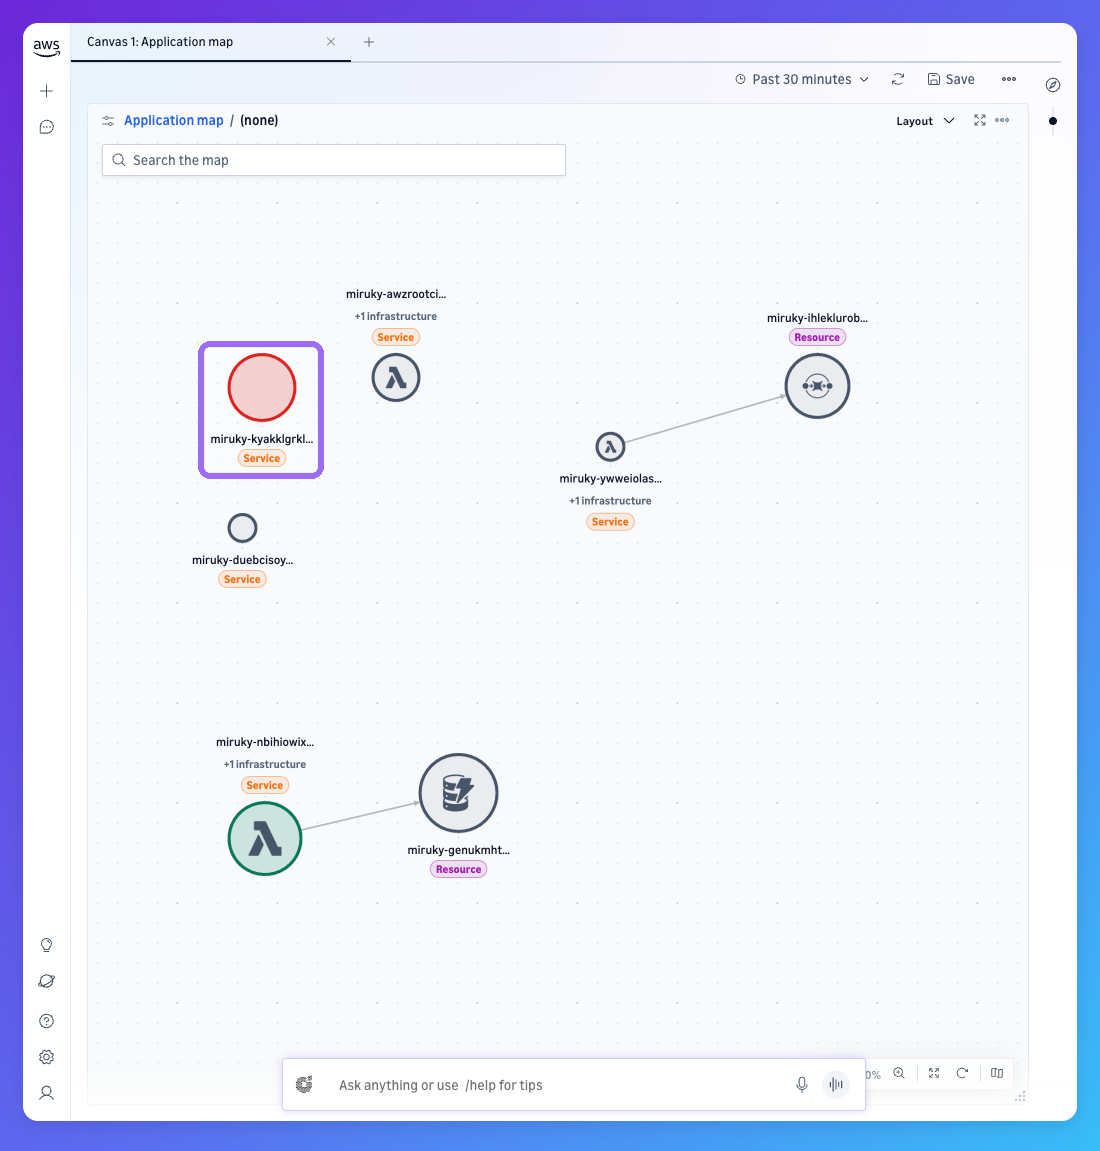 aws
Canvas 1: Application map
Past 30 minutes
Save
Application map / (none)
Layout
Search the map
miruky-awzrootci...
+1 infrastructure
Service
miruky-ihleklurob...
Resource
miruky-kyakklgrkl...
Service
miruky-ywweiolas...
+1 infrastructure
Service
miruky-duebcisoy...
Service
miruky-nbihiowix...
+1 infrastructure
Service
miruky-genukmht...
Resource
Ask anything or use /help for tips
0%